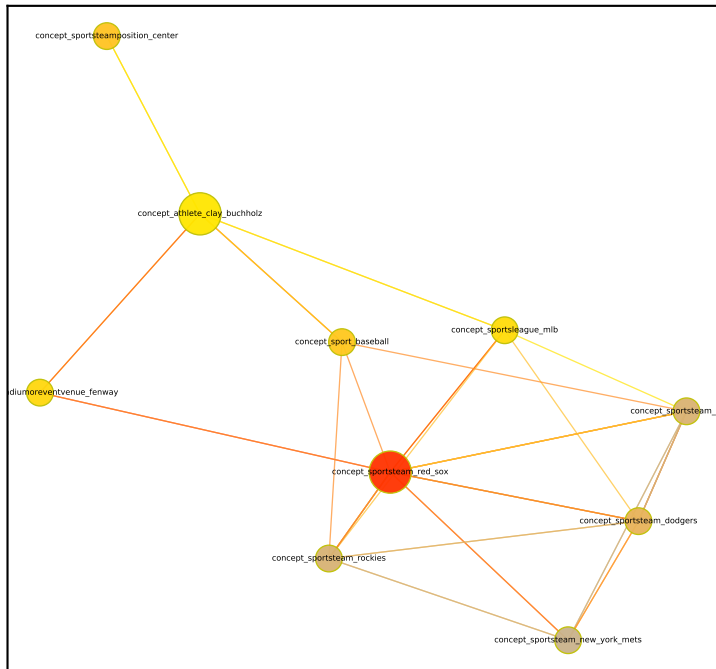 concept_sportsteamposition_center
concept_athlete_clay_buchholz
concept_sportsleague_mlb
concept_sport_baseball
diumoreventvenue_fenway
concept_sportsteam_
concept_sportsteam_red_sox
concept_sportsteam_dodgers
concept_sportsteam_rockies
concept_sportsteam_new_york_mets